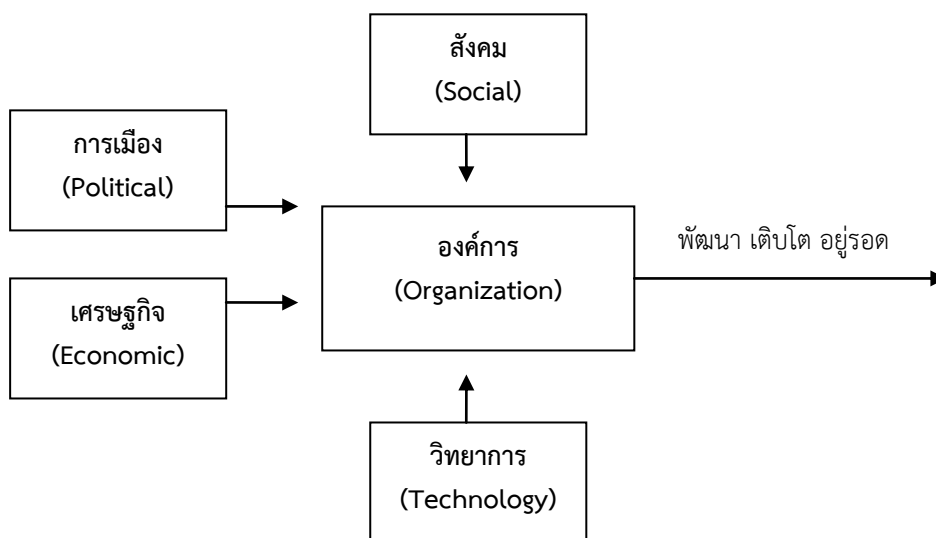 สังคม
(Social)
การเมือง
(Political)
องค์การ
(Organization)
พัฒนา เติบโต อยู่รอด
เศรษฐกิจ
(Economic)
วิทยาการ
(Technology)